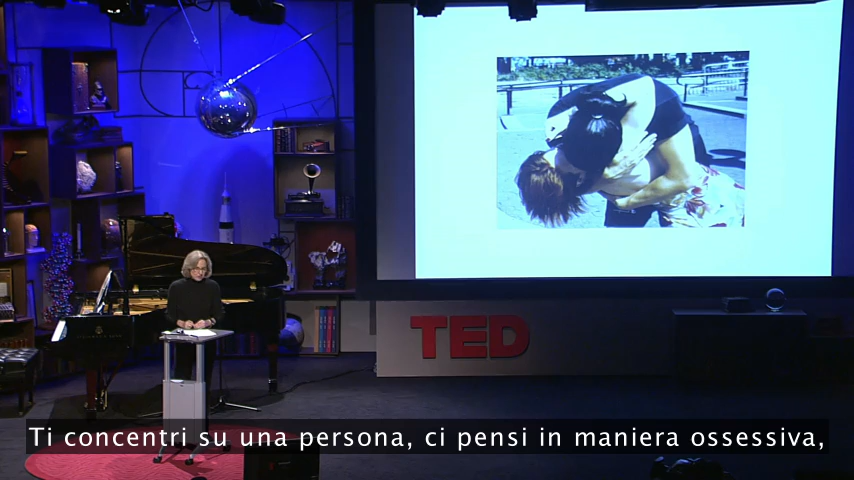 TED
Ti concentri su una persona, ci pensi in maniera ossessiva,